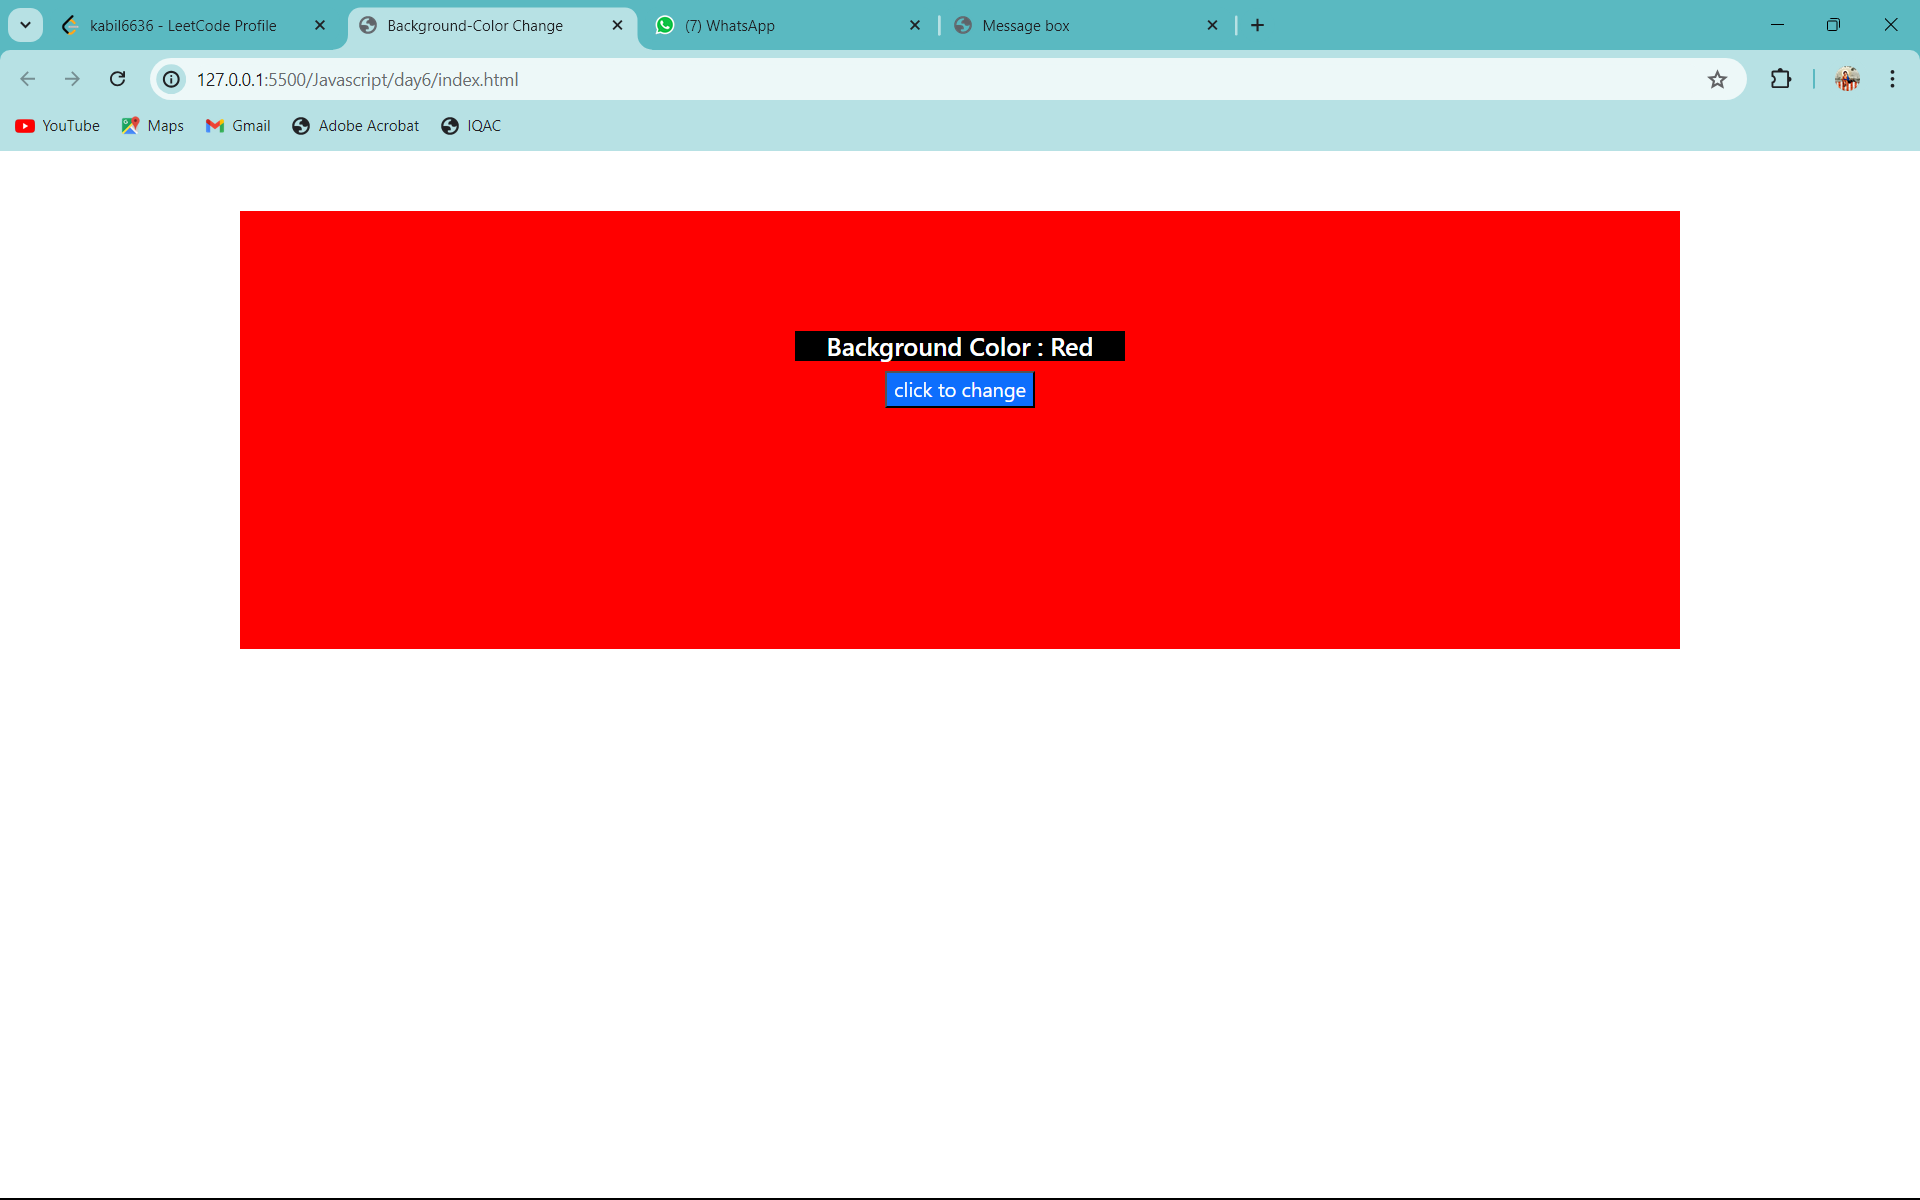 kabil6636 - LeetCode Profile
Background-Color Change
(7) WhatsApp
Message box
127.0.0.1:5500/Javascript/day6/index.html
YouTube
Maps
Gmail
Adobe Acrobat
IQAC
Background Color : Red
click to change